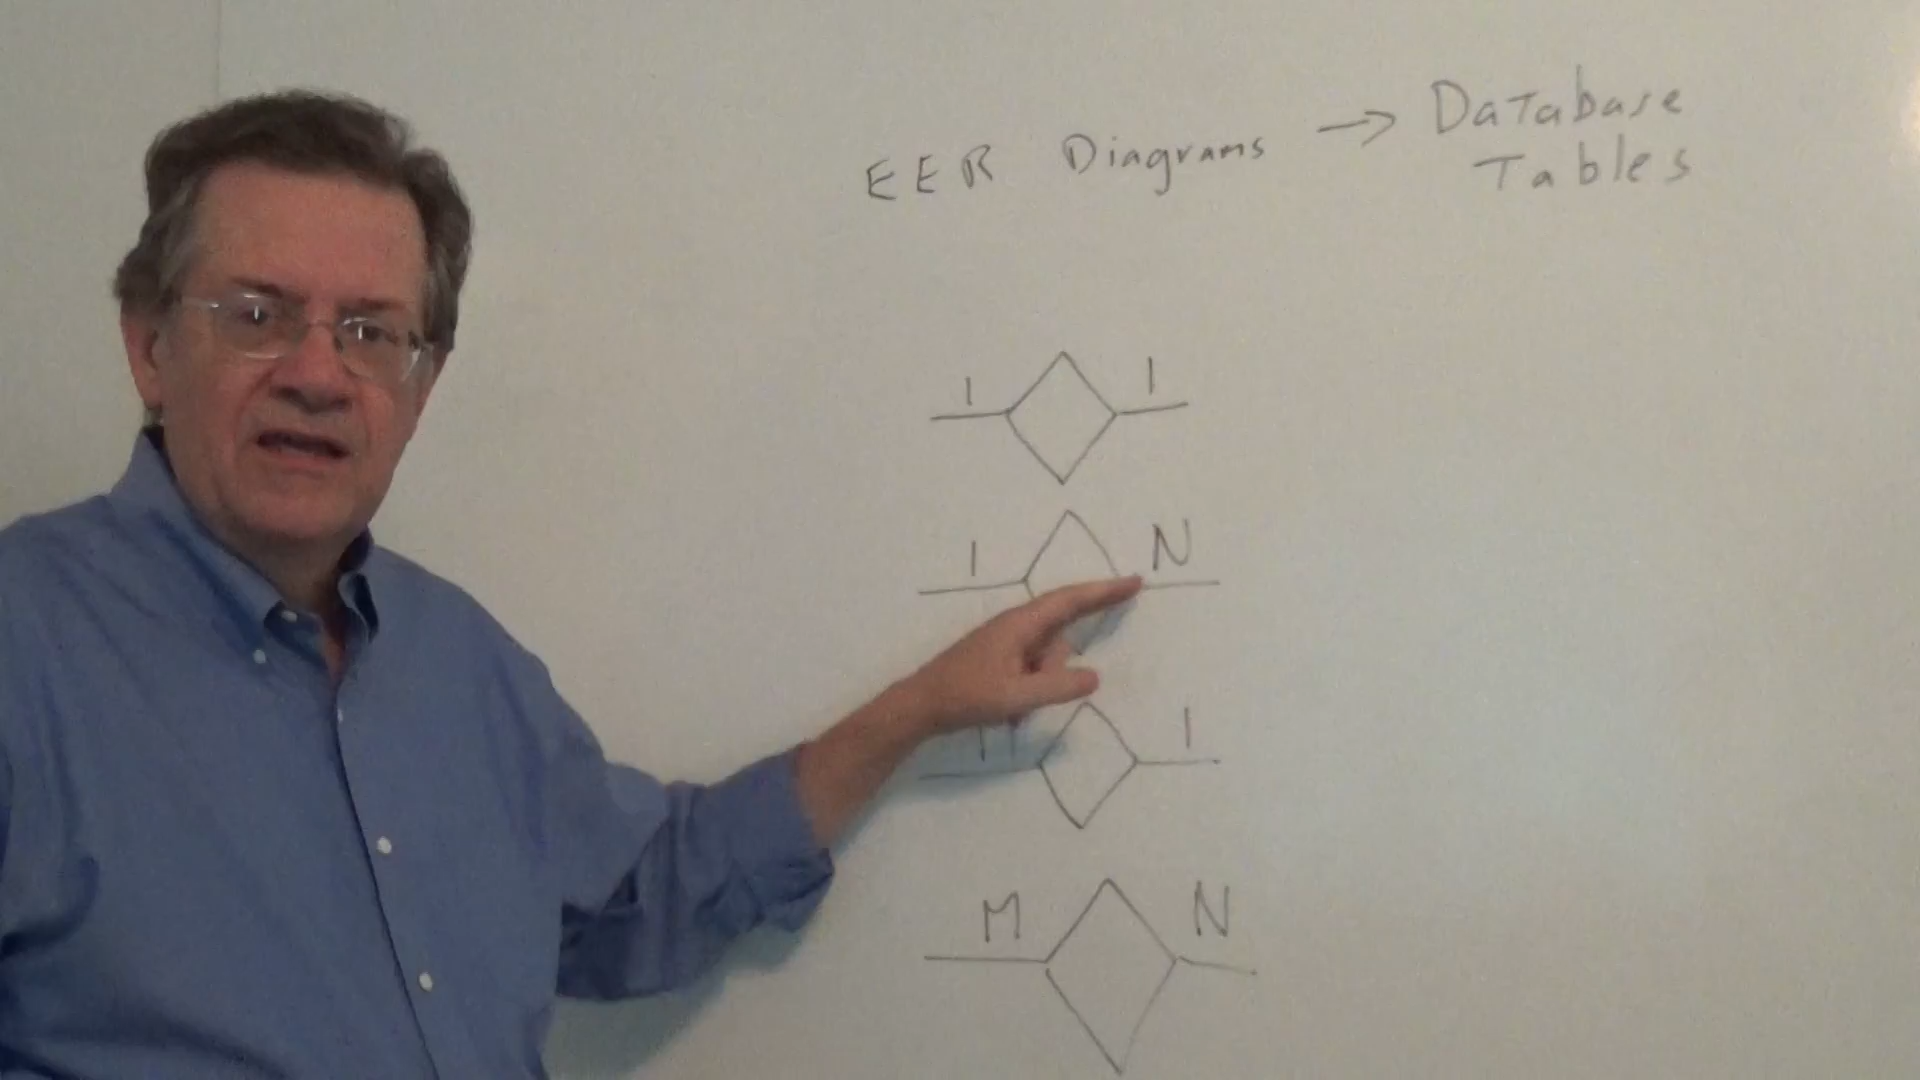 EER Diagrams → Database
Tables
1 1
1 N
1
M N